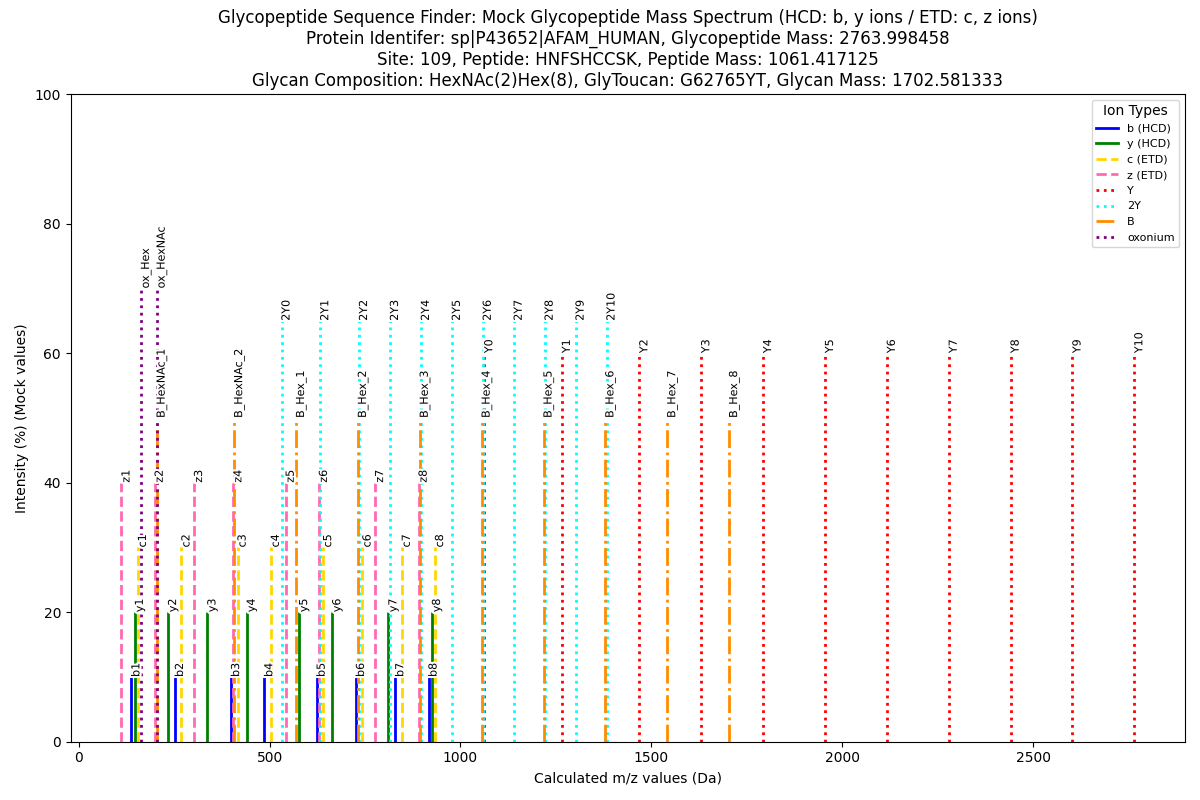 Glycopeptide Sequence Finder: Mock Glycopeptide Mass Spectrum (HCD: b, y ions / ETD: c, z ions)
Protein Identifer: sp|P43652|AFAM_HUMAN, Glycopeptide Mass: 2763.998458
Site: 109, Peptide: HNFSHCCSK, Peptide Mass: 1061.417125
Glycan Composition: HexNAc(2)Hex(8), GlyToucan: G62765YT, Glycan Mass: 1702.581333
Intensity (%) (Mock values)
100
80
60
40
20
0
Ion Types
b (HCD)
y (HCD)
c (ETD)
z (ETD)
Y
2Y
B
oxonium
ox_Hex
ox_HexNAc
2Y0
2Y1
2Y2
2Y3
2Y4
2Y5
2Y6
2Y7
2Y8
2Y9
2Y10
Y0
Y1
Y2
Y3
Y4
Y5
Y6
Y7
Y8
Y9
Y10
B_HexNAc_1
B_HexNAc_2
B_Hex_1
B_Hex_2
B_Hex_3
B_Hex_4
B_Hex_5
B_Hex_6
B_Hex_7
B_Hex_8
z1
z2
z3
z4
z5
z6
z7
z8
c1
c2
c3
c4
c5
c6
c7
c8
y1
y2
y3
y4
y5
y6
y7
y8
b1
b2
b3
b4
b5
b6
b7
b8
0
500
1000
1500
2000
2500
Calculated m/z values (Da)